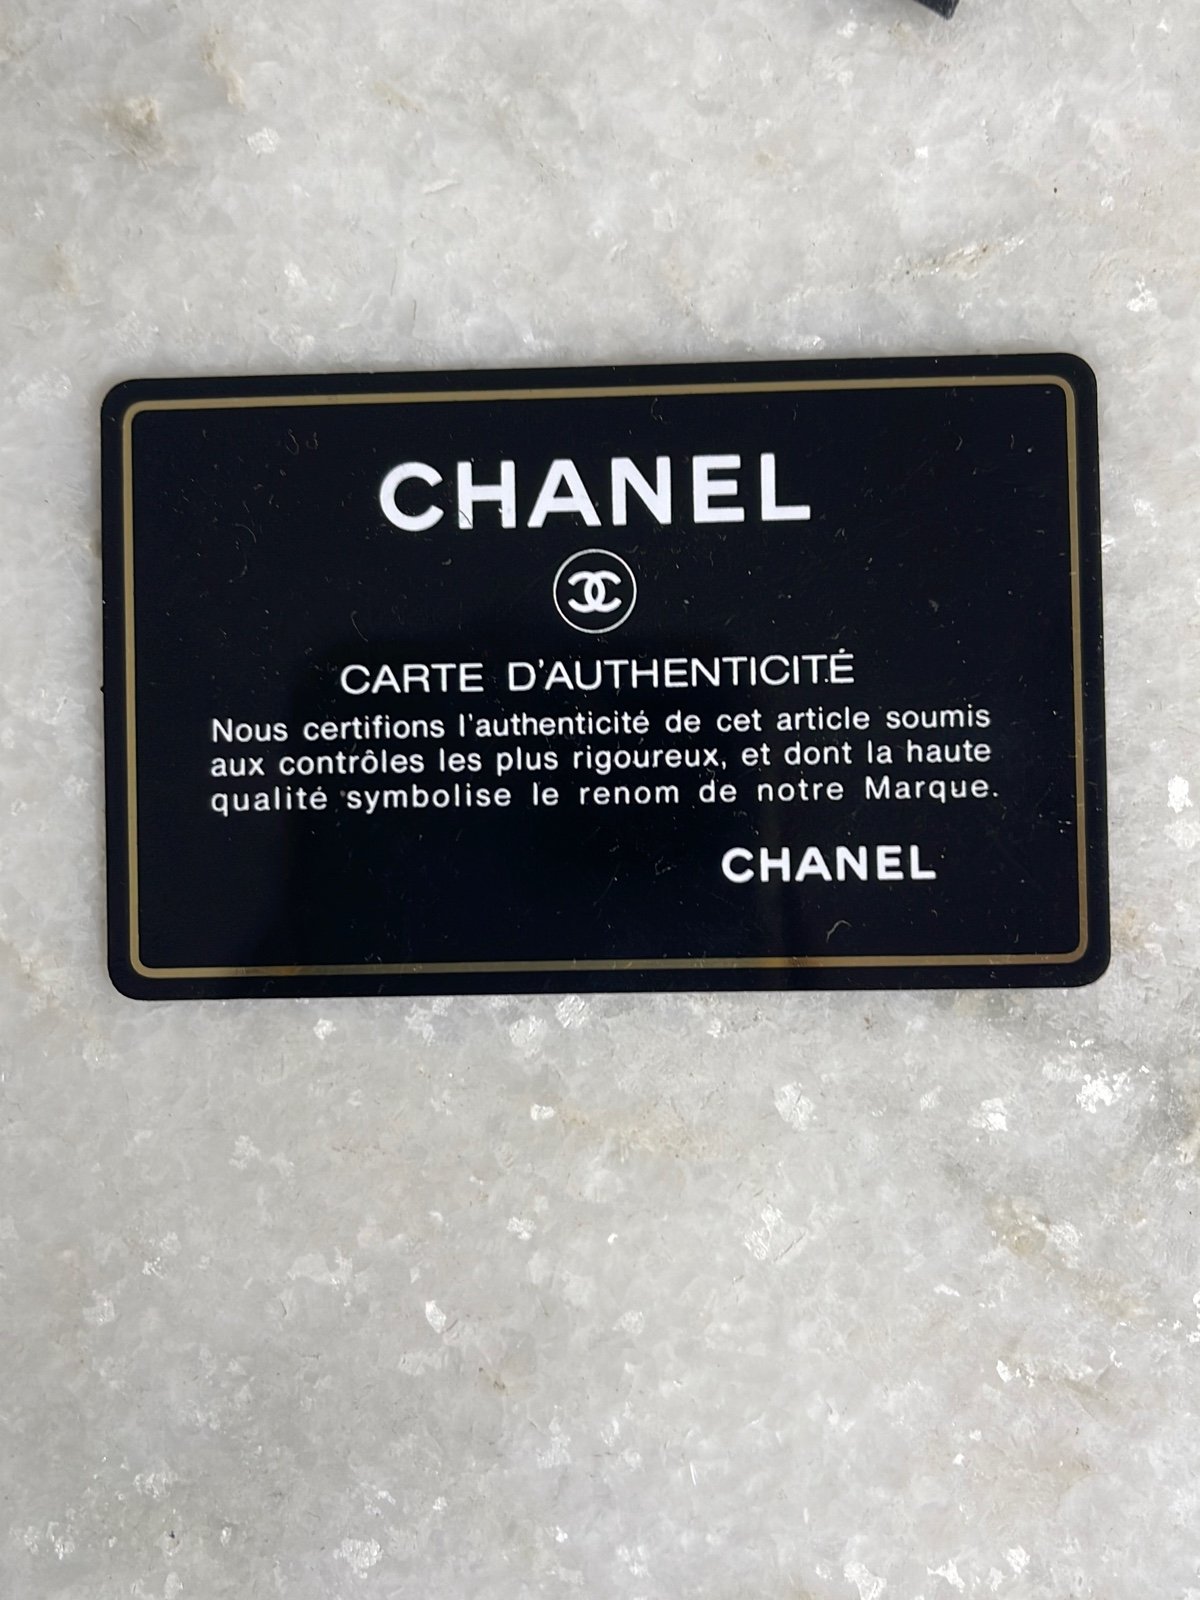 CHANEL
CARTE D'AUTHENTICITÉ
Nous certifions l'authenticité de cet article soumis
aux contrôles les plus rigoureux, et dont la haute
qualité symbolise le renom de notre Marque.
CHANEL